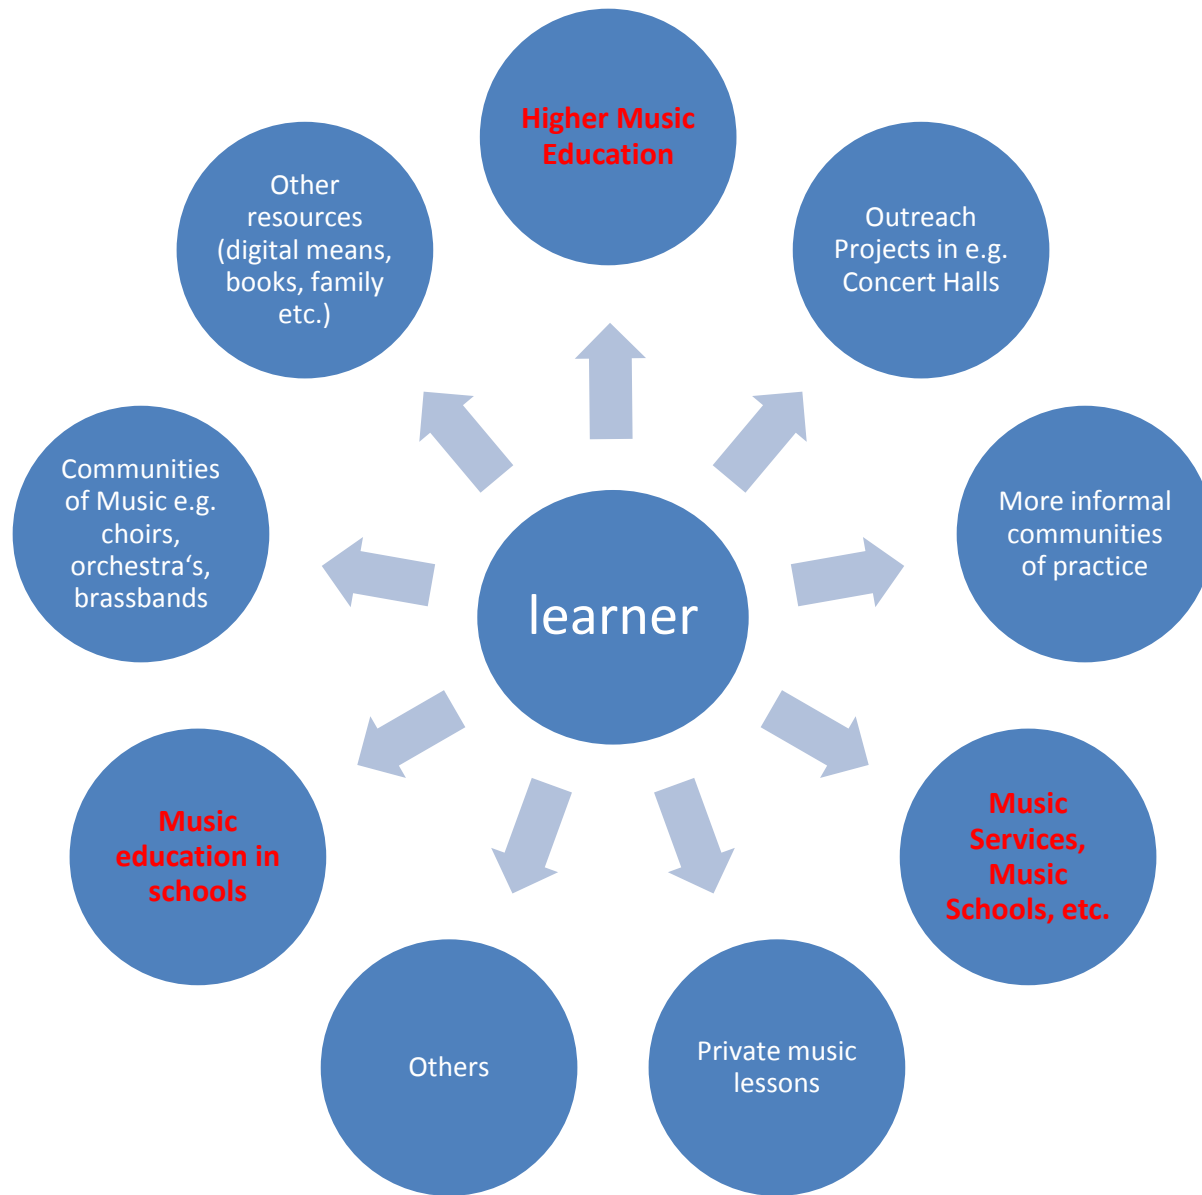 Higher Music
Education
Outreach
Projects in e.g.
Concert Halls
More informal
communities
of practice
Music
Services,
Music
Schools, etc.
Private music
lessons
Others
Music
education in
schools
Communities
of Music e.g.
choirs,
orchestra‘s,
brassbands
Other
resources
(digital means,
books, family
etc.)
learner